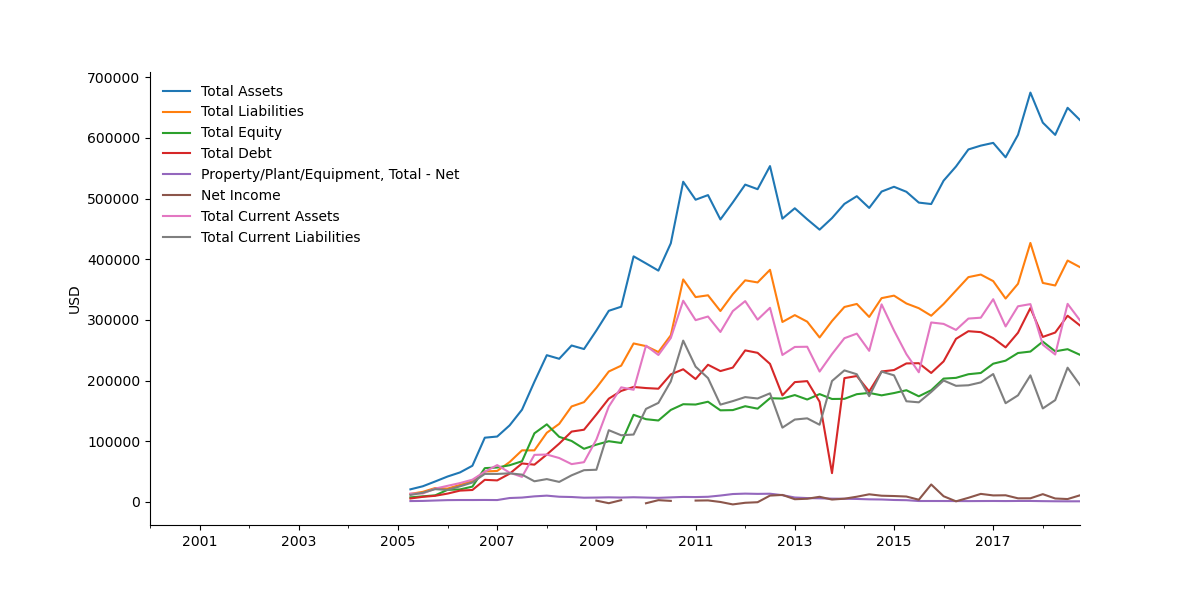 700000
600000
500000
400000
300000
200000
100000
0
USD
Total Assets
Total Liabilities
Total Equity
Total Debt
Property/Plant/Equipment, Total - Net
Net Income
Total Current Assets
Total Current Liabilities
2001 2003 2005 2007 2009 2011 2013 2015 2017